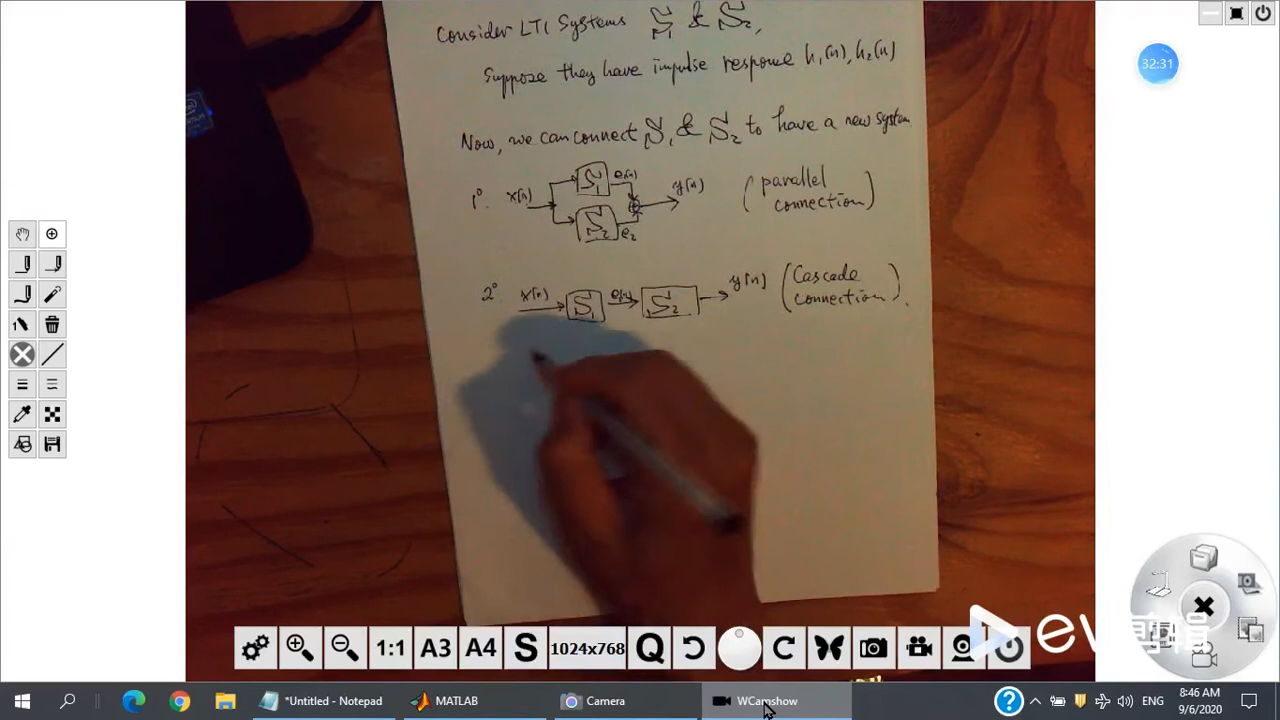 Consider LTI Systems S1 & S2,
Suppose they have impulse response h1(n), h2(n)
Now, we can connect S1 & S2 to have a new system
1°. x[n] S1 e1(n) y[n] (parallel connection)
S2 e2
2° x[n] S1 S2 y[n] (Cascade connection).
32:31
1:1 A3 A4 S 1024x768 Q
*Untitled - Notepad MATLAB Camera WCamshow ENG 8:46 AM
9/6/2020